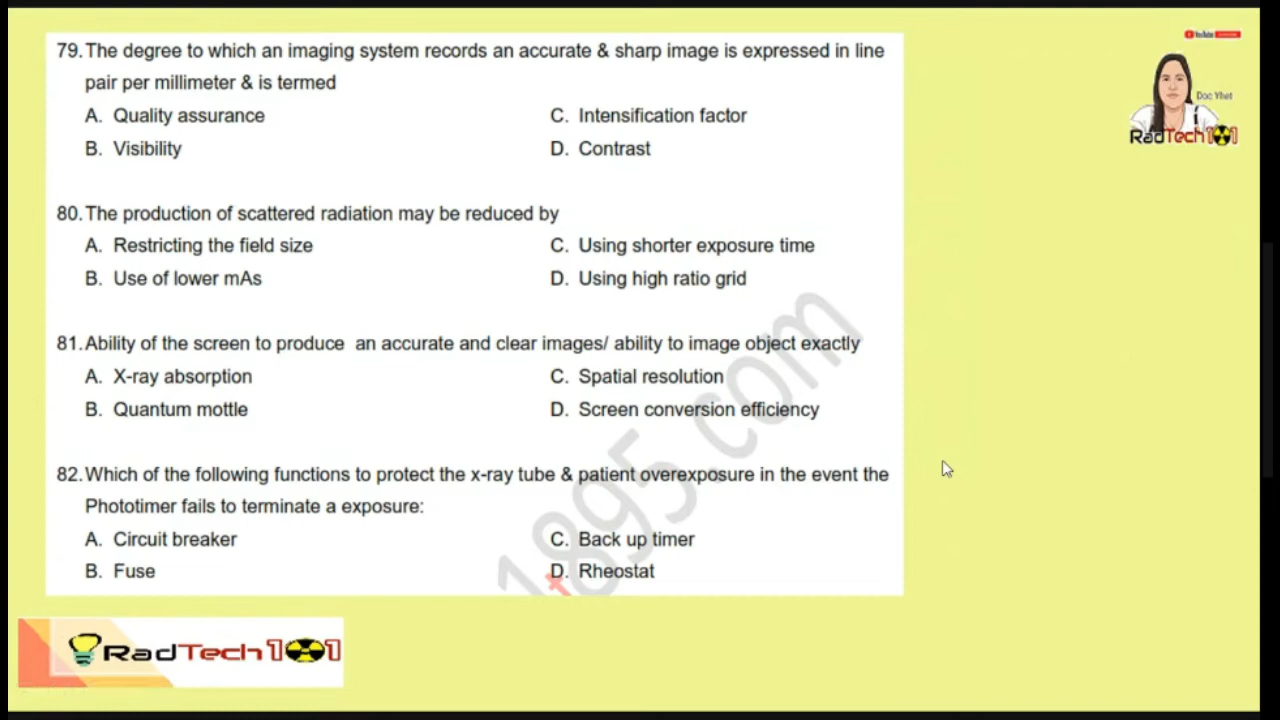 79. The degree to which an imaging system records an accurate & sharp image is expressed in line
pair per millimeter & is termed
A. Quality assurance
C. Intensification factor
B. Visibility
D. Contrast
80. The production of scattered radiation may be reduced by
A. Restricting the field size
C. Using shorter exposure time
B. Use of lower mAs
D. Using high ratio grid
81. Ability of the screen to produce an accurate and clear images/ ability to image object exactly
A. X-ray absorption
C. Spatial resolution
B. Quantum mottle
D. Screen conversion efficiency
82. Which of the following functions to protect the x-ray tube & patient overexposure in the event the
Phototimer fails to terminate a exposure:
A. Circuit breaker
C. Back up timer
B. Fuse
D. Rheostat
1895.com
YouTube
Doc Yhet
RadTech101
RadTech101